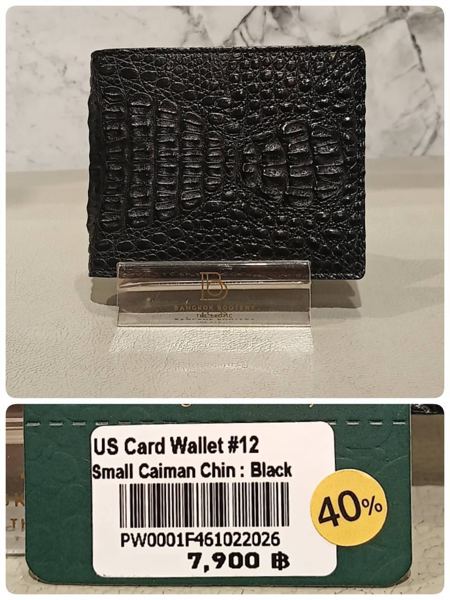 B
BANGKOK BOOTERY
US Card Wallet #12
Small Caiman Chin : Black
PW0001F461022026
7,900 ฿
40%